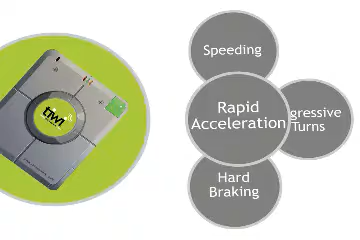 tiwi
Speeding
Rapid
Acceleration
gressive
Turns
Hard
Braking